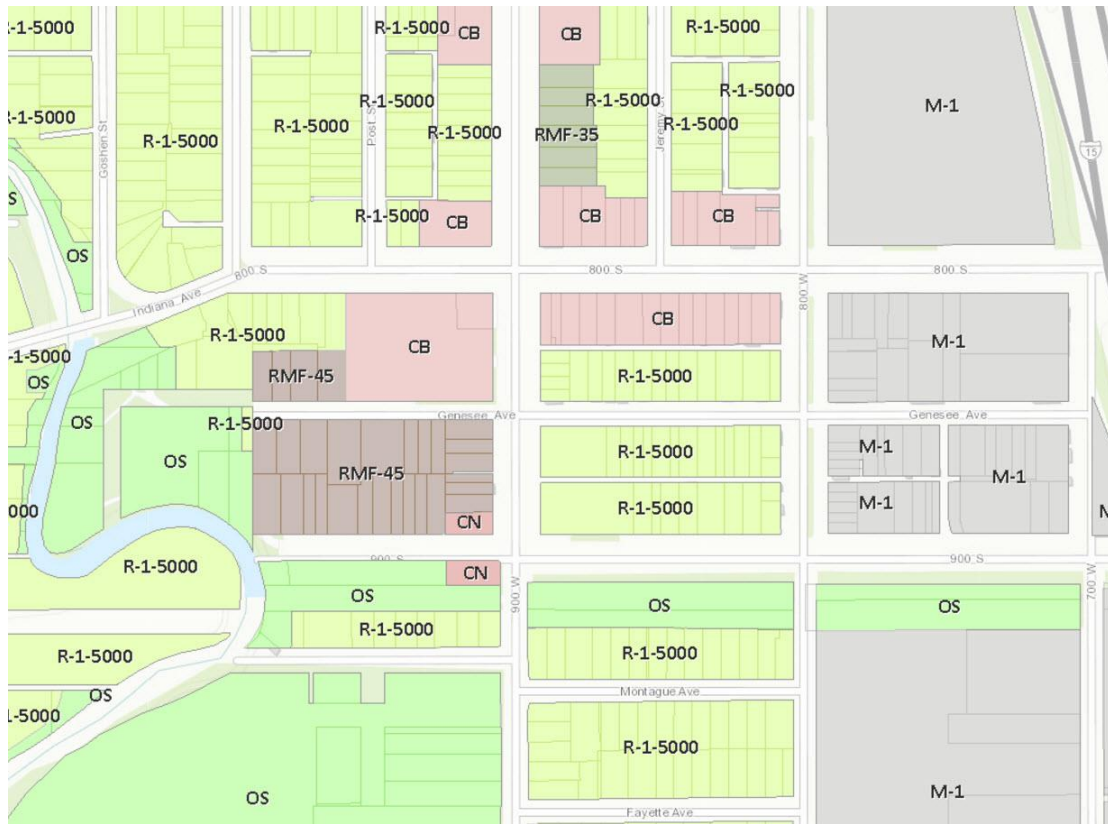 R-1-5000
R-1-5000
CB
CB
R-1-5000
R-1-5000
R-1-5000
R-1-5000
R-1-5000
M-1
R-1-5000
R-1-5000
R-1-5000
R-1-5000
RMF-35
Goshen St
Post St
Jeremy St
15
OS
R-1-5000
CB
CB
CB
OS
800 S
800 S
800 S
Indiana Ave
800 W
R-1-5000
CB
CB
M-1
R-1-5000
OS
RMF-45
R-1-5000
Genesee Ave
Genesee Ave
OS
R-1-5000
OS
RMF-45
R-1-5000
M-1
M-1
R-1-5000
M-1
CN
900 S
900 S
R-1-5000
CN
OS
900 W
OS
OS
700 W
R-1-5000
R-1-5000
R-1-5000
OS
Montague Ave
R-1-5000
OS
M-1
Fayette Ave